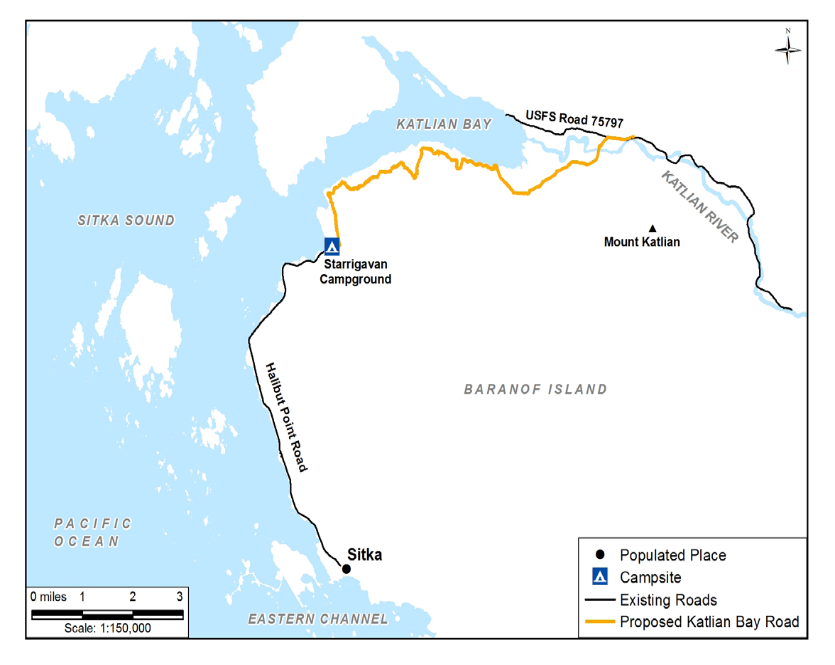 N
USFS Road 75797
KATLIAN BAY
KATLIAN RIVER
SITKA SOUND
Mount Katlian
Starrigavan
Campground
Halibut Point Road
BARANOF ISLAND
PACIFIC
OCEAN
Sitka
EASTERN CHANNEL
0 miles 1 2 3
Scale: 1:150,000
Populated Place
Campsite
Existing Roads
Proposed Katlian Bay Road